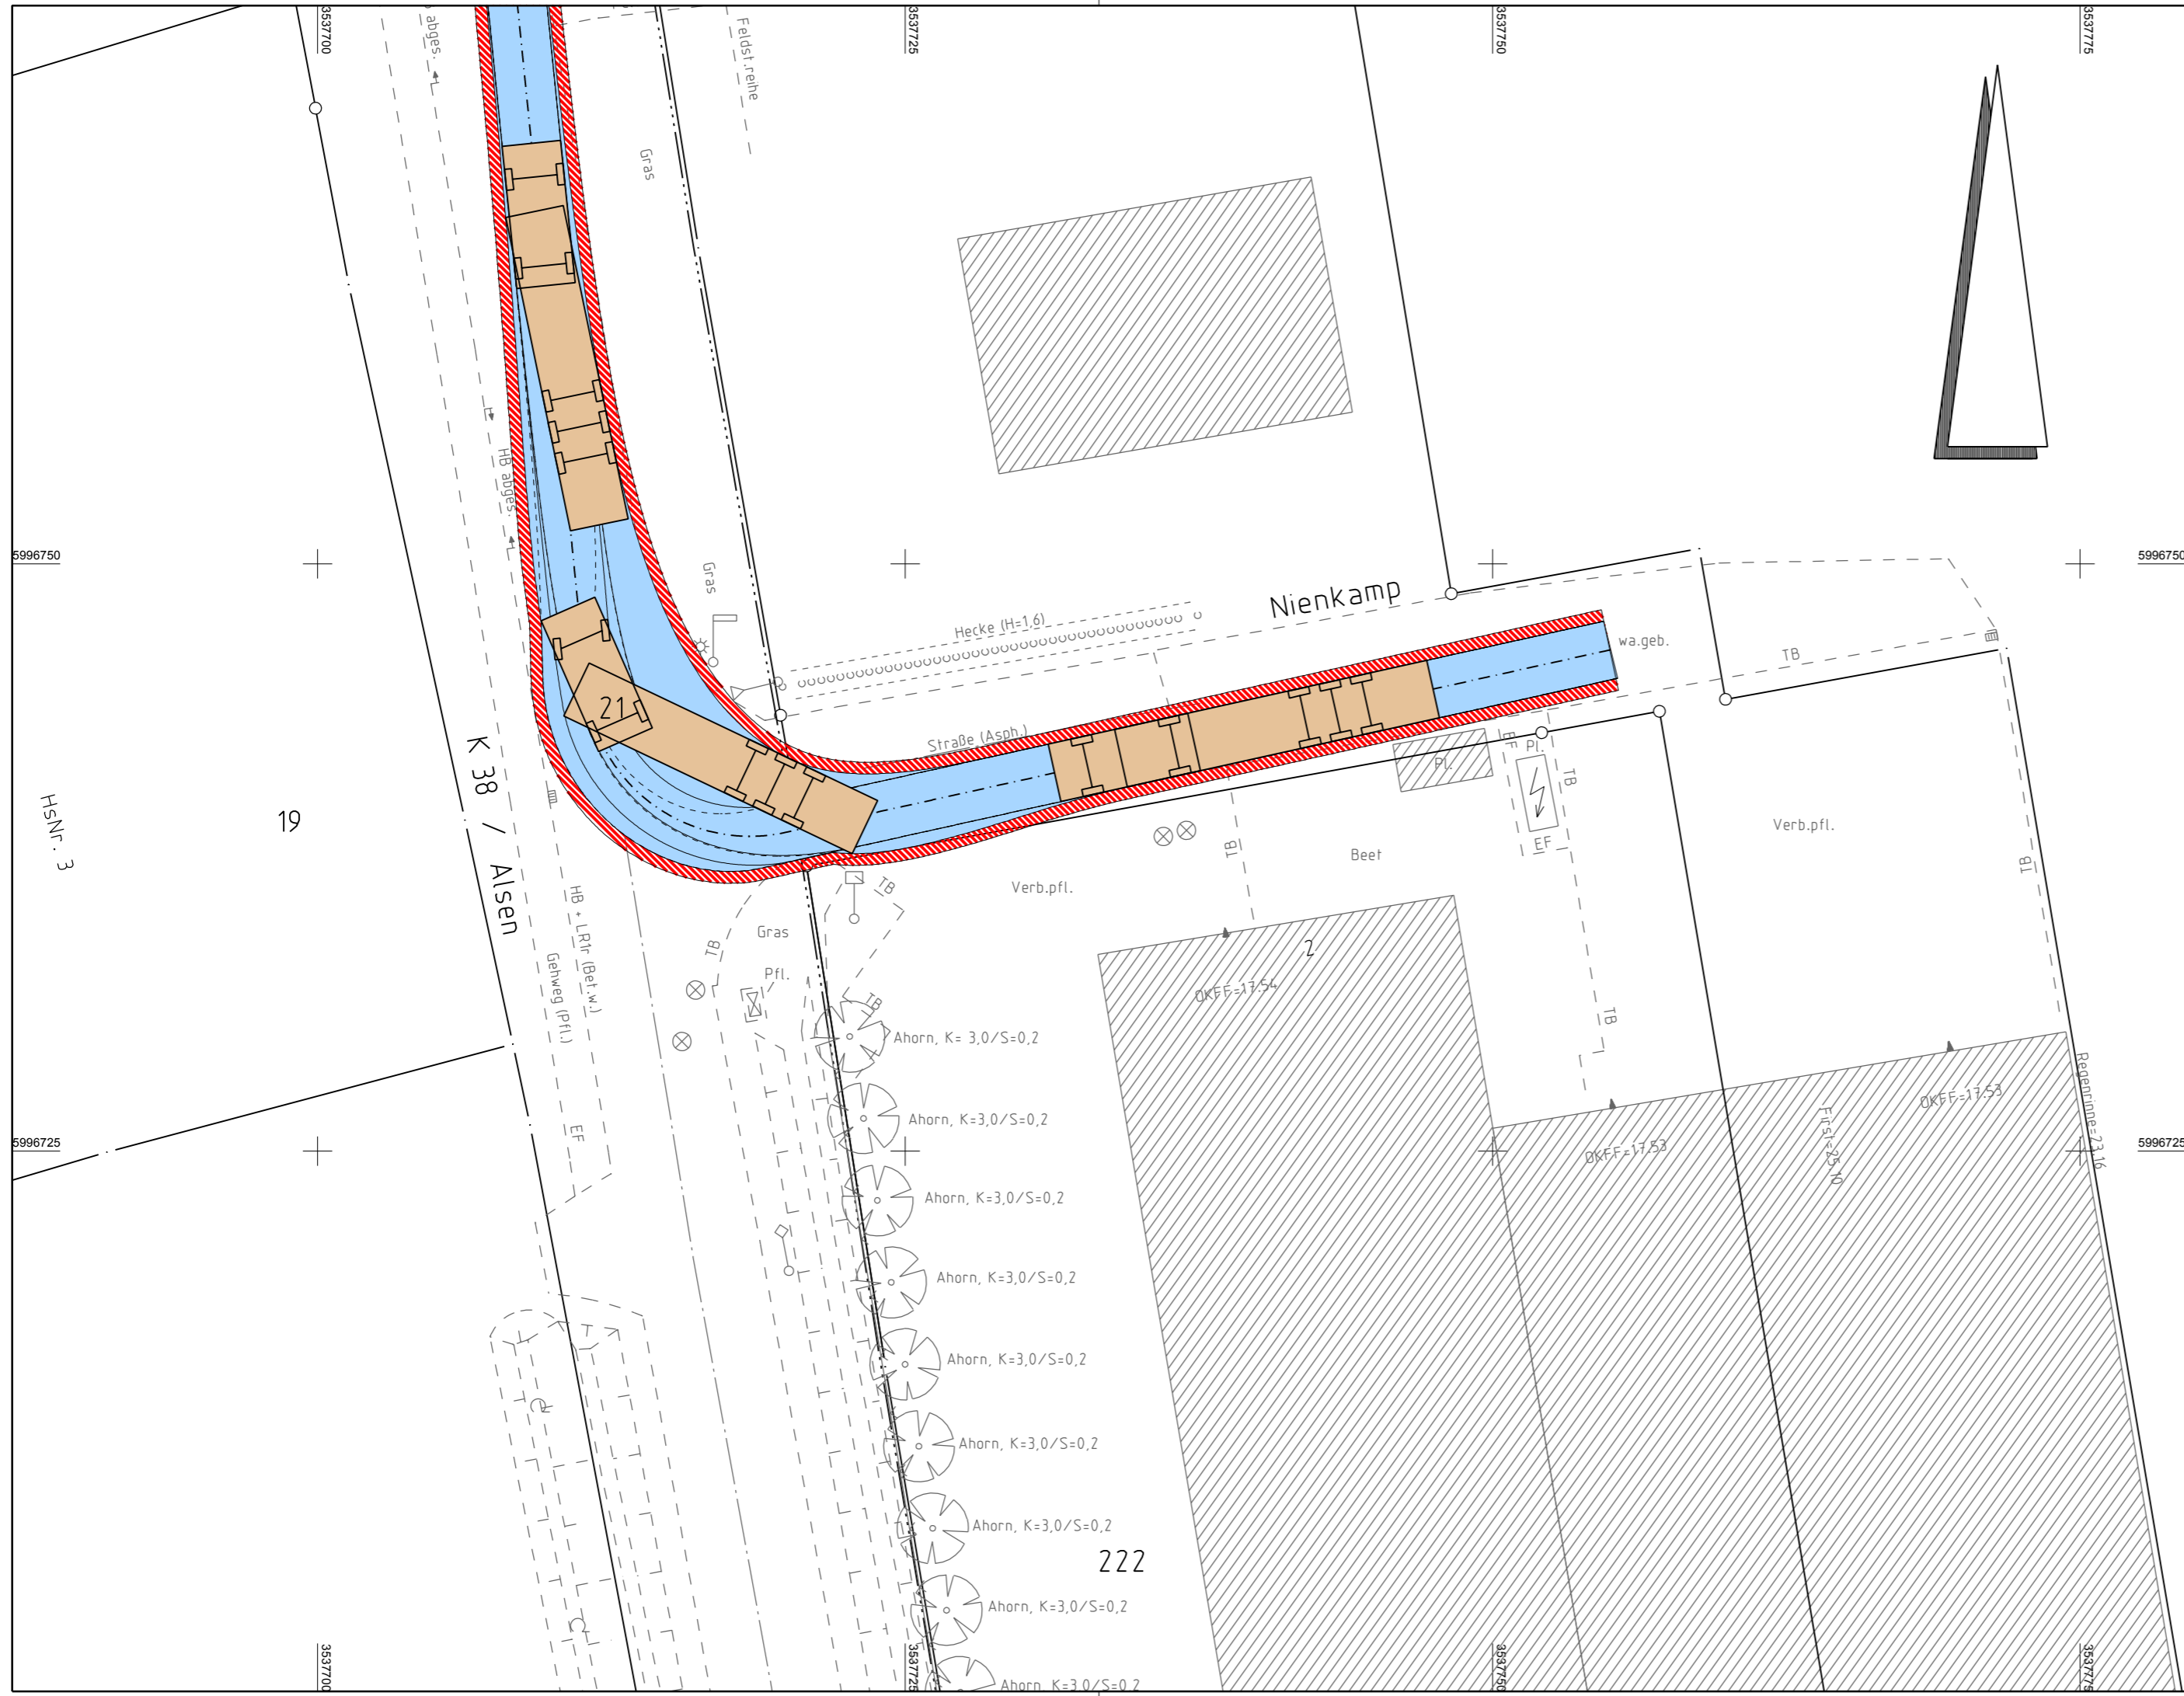 3537700
3537725
3537750
3537775
abges.
Feldst.reihe
Gras
HB abges.
5996750
5996750
Gras
Nienkamp
Hecke (H=1,6)
wa.geb.
TB
21
Straße (Asph.)
K 38 / Alsen
EF
Pl.
Pl.
TB
HsNr. 3
19
Verb.pfl.
EF
TB
Beet
TB
Verb.pfl.
TB
HB + LR1r (Bet.w.)
Gras
TB
2
Gehweg (Pfl.)
Pfl.
OKFF=17.54
TB
TB
Ahorn, K= 3,0/S=0,2
Regenrinne=23,16
OKFF=17.53
Ahorn, K=3,0/S=0,2
EF
First=25,10
5996725
5996725
OKFF=17.53
Ahorn, K=3,0/S=0,2
Ahorn, K=3,0/S=0,2
Ahorn, K=3,0/S=0,2
Ahorn, K=3,0/S=0,2
Ahorn, K=3,0/S=0,2
222
Ahorn, K=3,0/S=0,2
Ahorn, K=3,0/S=0,2
3537700
3537725
3537750
3537775